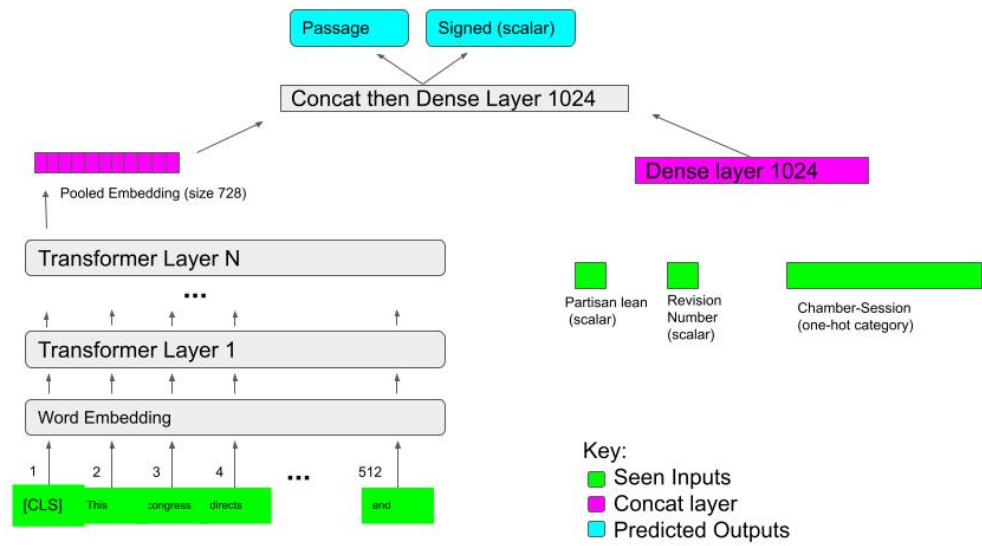 Passage
Signed (scalar)
Concat then Dense Layer 1024
Pooled Embedding (size 728)
Dense layer 1024
Transformer Layer N
...
Partisan lean
(scalar)
Revision
Number
(scalar)
Chamber-Session
(one-hot category)
Transformer Layer 1
Word Embedding
1 2 3 4 ... 512
[CLS] This congress directs end
Key:
Seen Inputs
Concat layer
Predicted Outputs